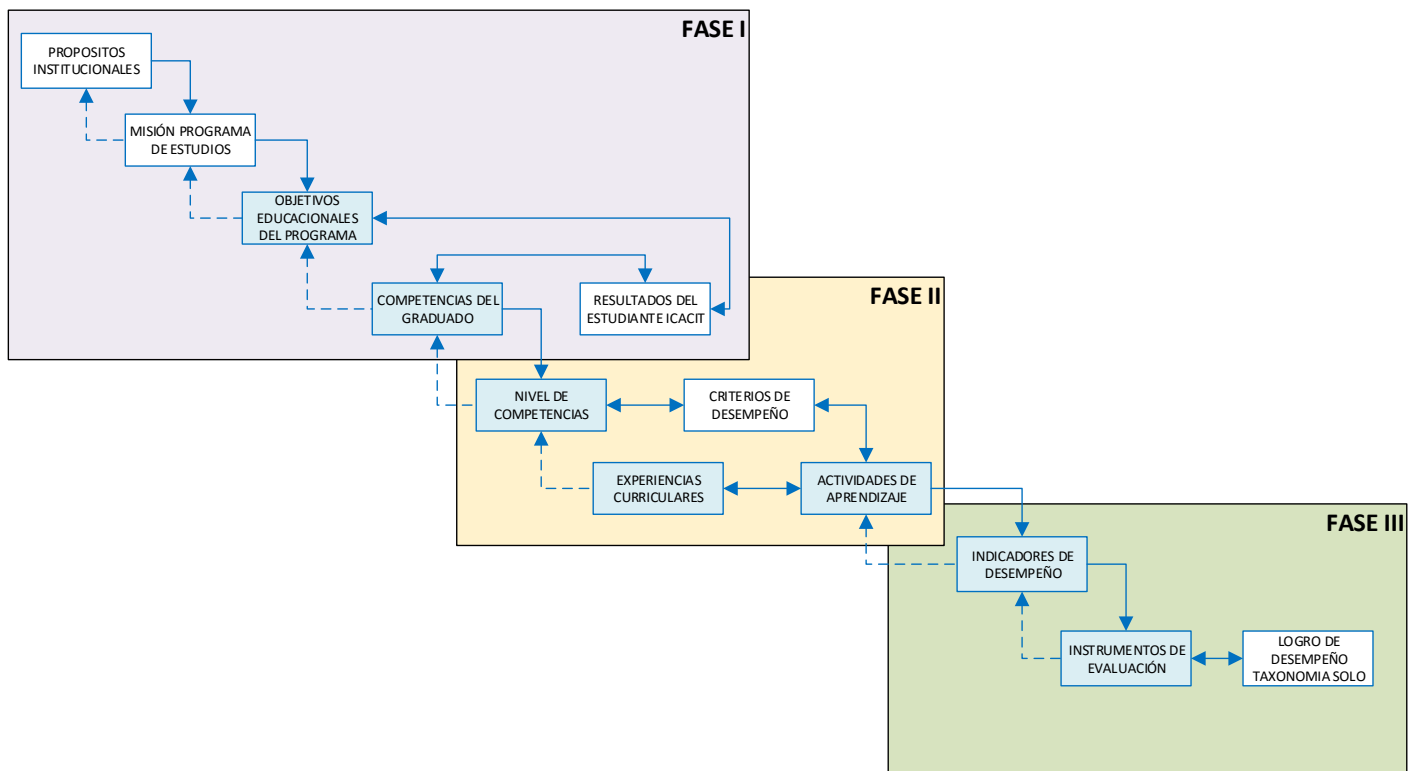 FASE I
PROPOSITOS
INSTITUCIONALES
MISIÓN PROGRAMA
DE ESTUDIOS
OBJETIVOS
EDUCACIONALES
DEL PROGRAMA
COMPETENCIAS DEL
GRADUADO
RESULTADOS DEL
ESTUDIANTE ICACIT
FASE II
NIVEL DE
COMPETENCIAS
CRITERIOS DE
DESEMPEÑO
EXPERIENCIAS
CURRICULARES
ACTIVIDADES DE
APRENDIZAJE
FASE III
INDICADORES DE
DESEMPEÑO
INSTRUMENTOS DE
EVALUACIÓN
LOGRO DE
DESEMPEÑO
TAXONOMIA SOLO